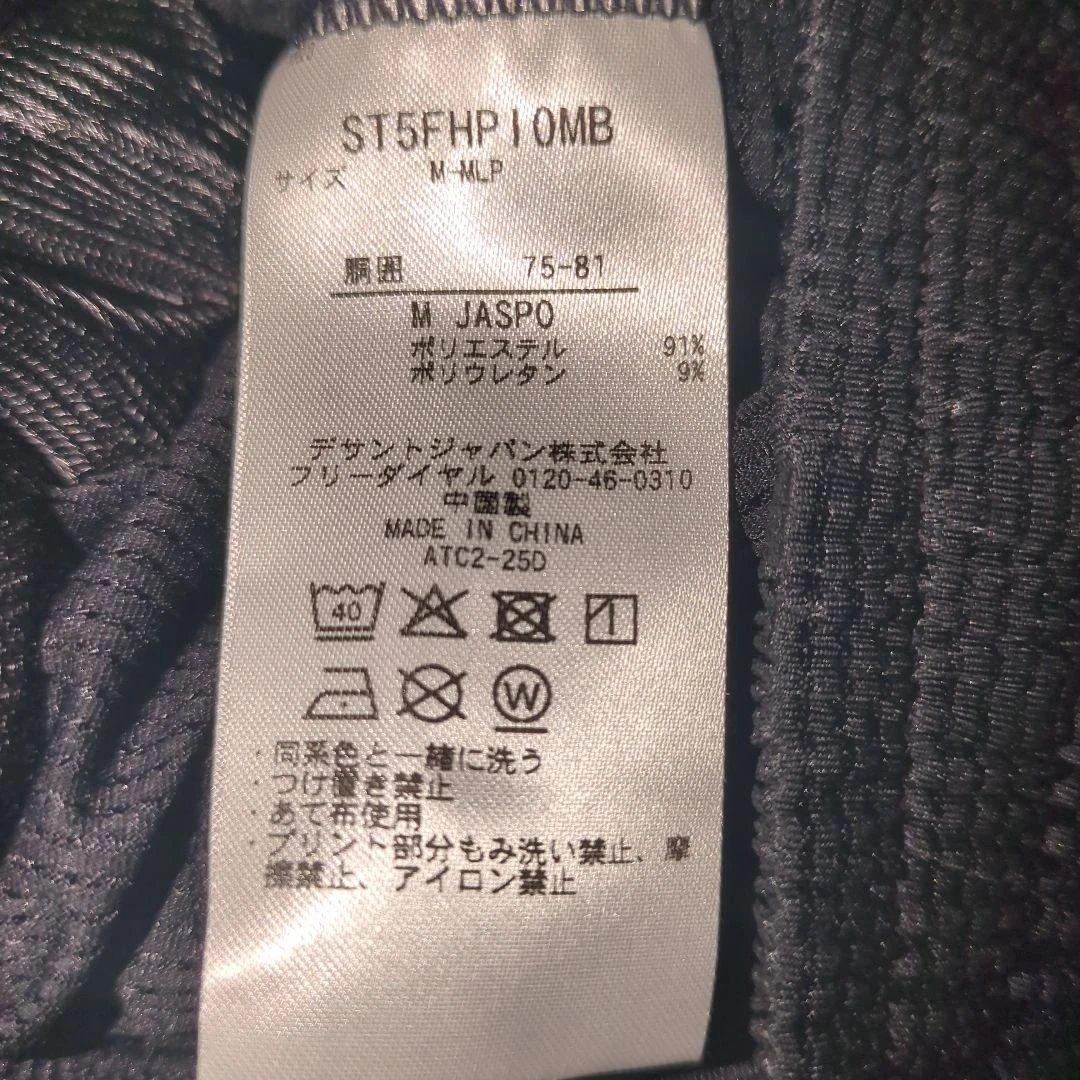 ST5FHP10MB
サイズ M-MLP
胴囲 75-81
M JASPO
ポリエステル 91%
ポリウレタン 9%
デサントジャパン株式会社
フリーダイヤル 0120-46-0310
中国製
MADE IN CHINA
ATC2-25D
40
1
W
・同系色と一緒に洗う
・つけ置き禁止
・あて布使用
・プリント部分もみ洗い禁止、摩
擦禁止、アイロン禁止